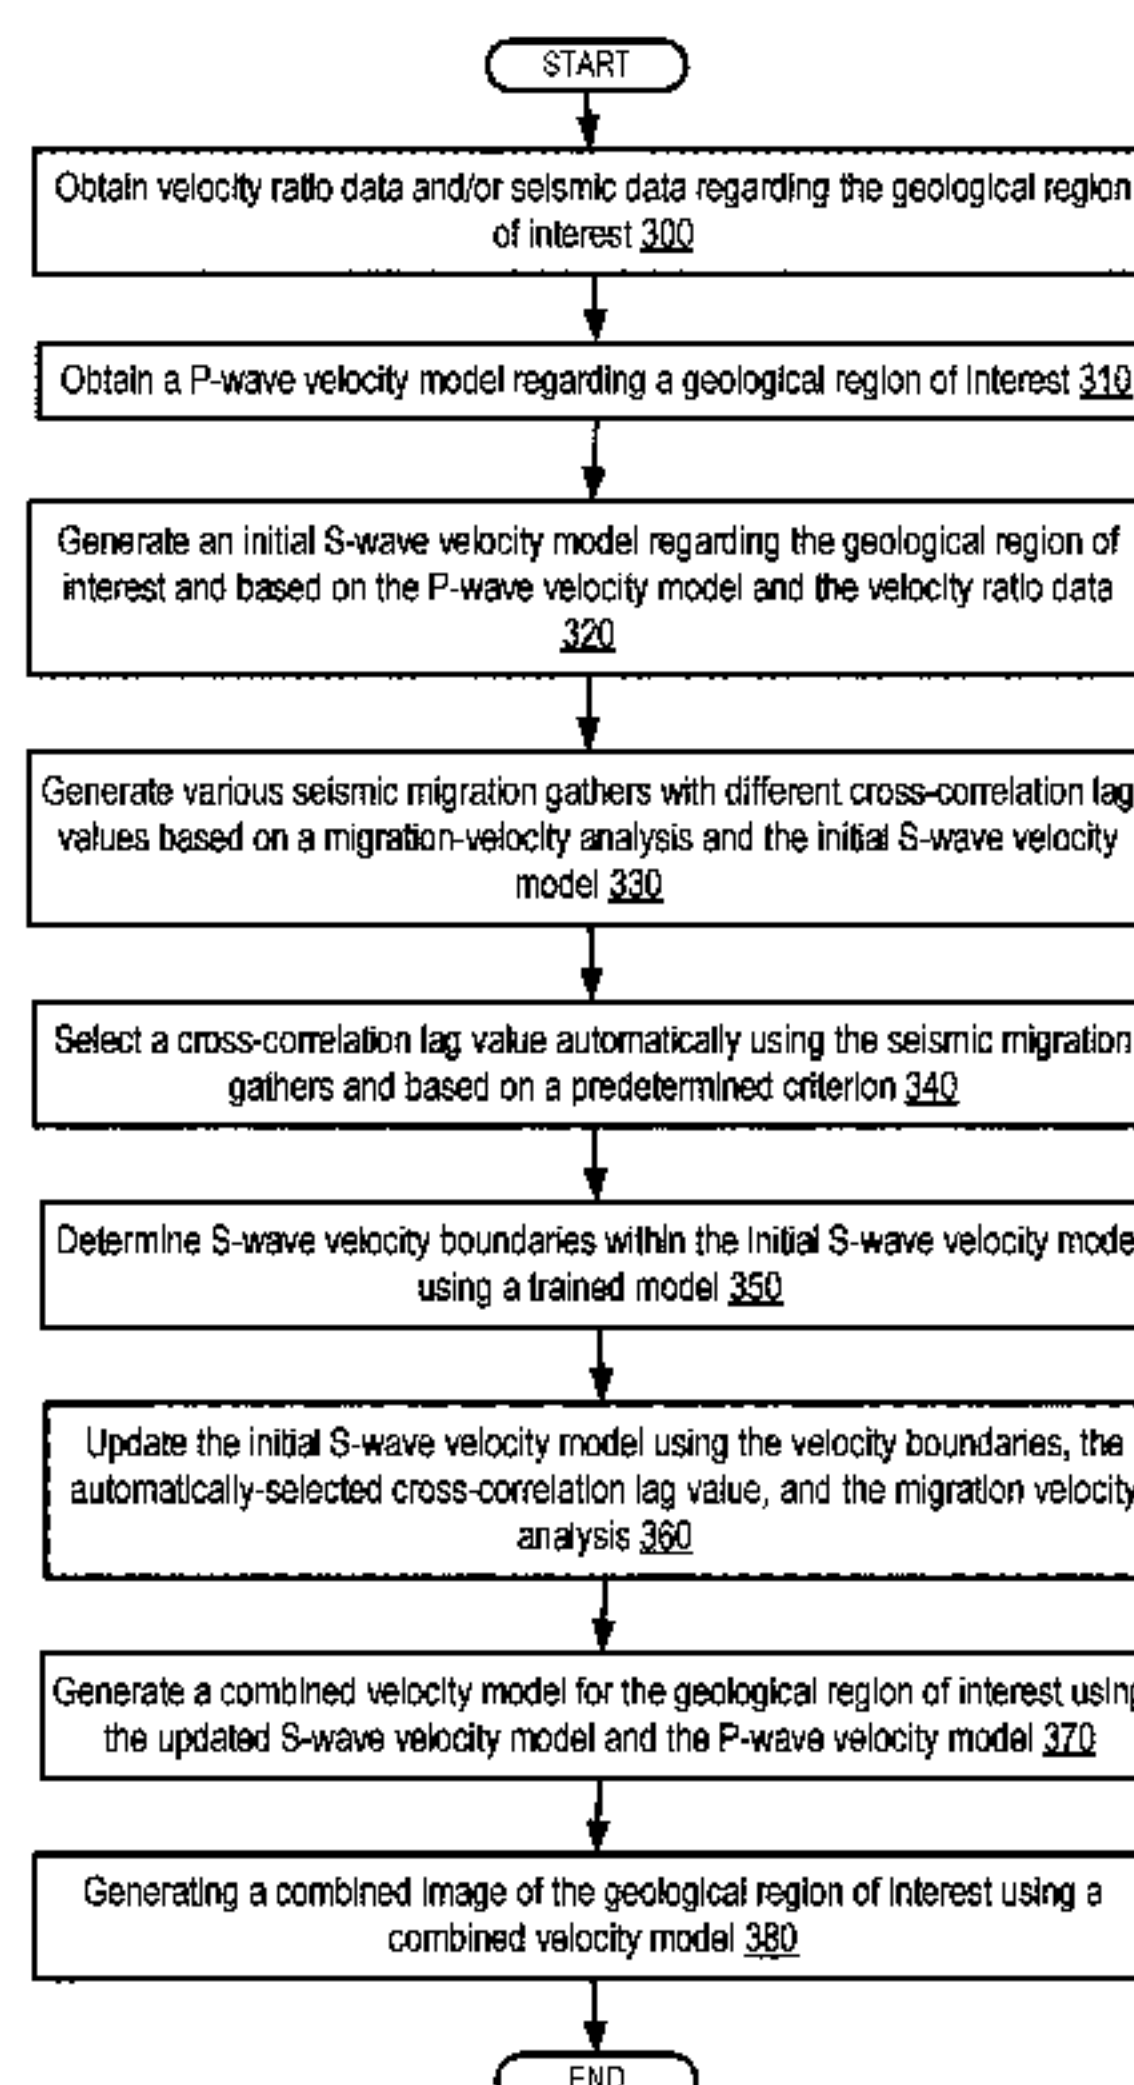 START
Obtain velocity ratio data and/or seismic data regarding the geological region
of interest 300
Obtain a P-wave velocity model regarding a geological region of interest 310
Generate an initial S-wave velocity model regarding the geological region of
interest and based on the P-wave velocity model and the velocity ratio data
320
Generate various seismic migration gathers with different cross-correlation lag
values based on a migration-velocity analysis and the initial S-wave velocity
model 330
Select a cross-correlation lag value automatically using the seismic migration
gathers and based on a predetermined criterion 340
Determine S-wave velocity boundaries within the initial S-wave velocity mode
using a trained model 350
Update the initial S-wave velocity model using the velocity boundaries, the
automatically-selected cross-correlation lag value, and the migration velocity
analysis 360
Generate a combined velocity model for the geological region of interest using
the updated S-wave velocity model and the P-wave velocity model 370
Generating a combined image of the geological region of interest using a
combined velocity model 380
END